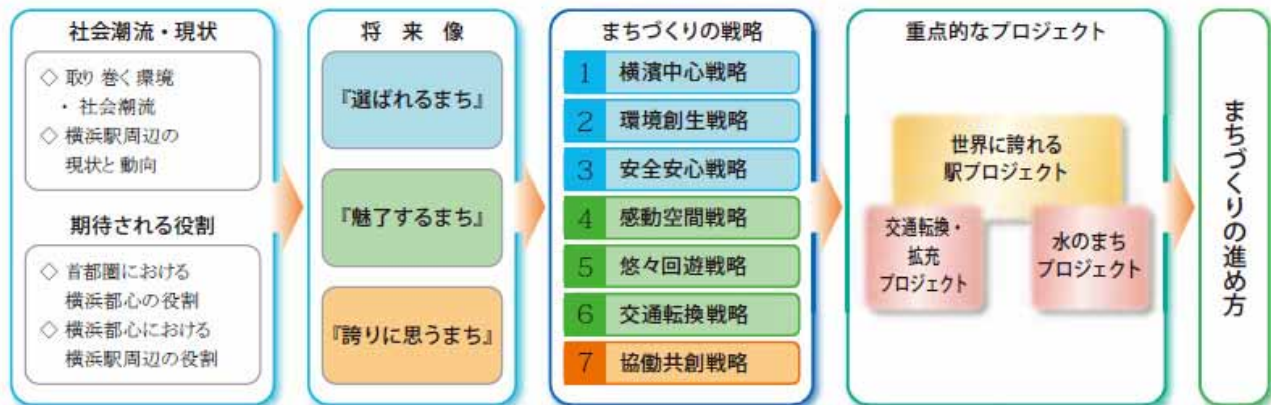 社会潮流・現状
◇ 取り巻く環境
・社会潮流
◇ 横浜駅周辺の
現状と動向
期待される役割
◇ 首都圏における
横浜都心の役割
◇ 横浜都心における
横浜駅周辺の役割
将来像
『選ばれるまち』
『魅了するまち』
『誇りに思うまち』
まちづくりの戦略
1 横濱中心戦略
2 環境創生戦略
3 安全安心戦略
4 感動空間戦略
5 悠々回遊戦略
6 交通転換戦略
7 協働共創戦略
重点的なプロジェクト
世界に誇れる
駅プロジェクト
交通転換・
拡充
プロジェクト
水のまち
プロジェクト
まちづくりの進め方